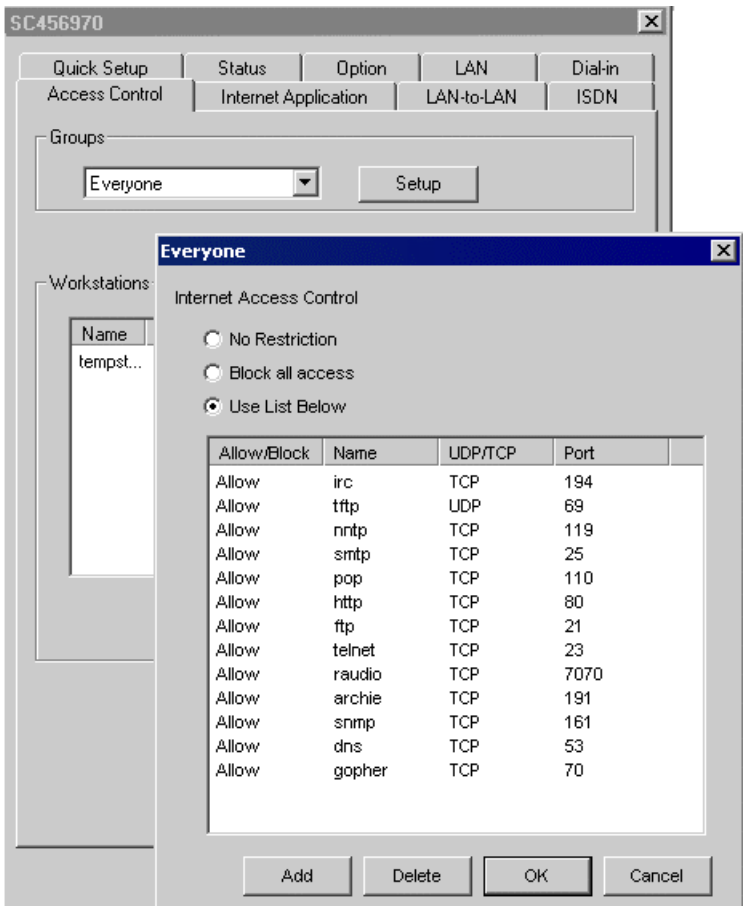 SC456970
Quick Setup Status Option LAN Dial-in
Access Control Internet Application LAN-to-LAN ISDN
Groups
Everyone Setup
Everyone
Workstations
Internet Access Control
Name
No Restriction
tempst...
Block all access
Use List Below
Allow/Block Name UDP/TCP Port
Allow irc TCP 194
Allow tftp UDP 69
Allow nntp TCP 119
Allow smtp TCP 25
Allow pop TCP 110
Allow http TCP 80
Allow ftp TCP 21
Allow telnet TCP 23
Allow raudio TCP 7070
Allow archie TCP 191
Allow snmp TCP 161
Allow dns TCP 53
Allow gopher TCP 70
Add Delete OK Cancel